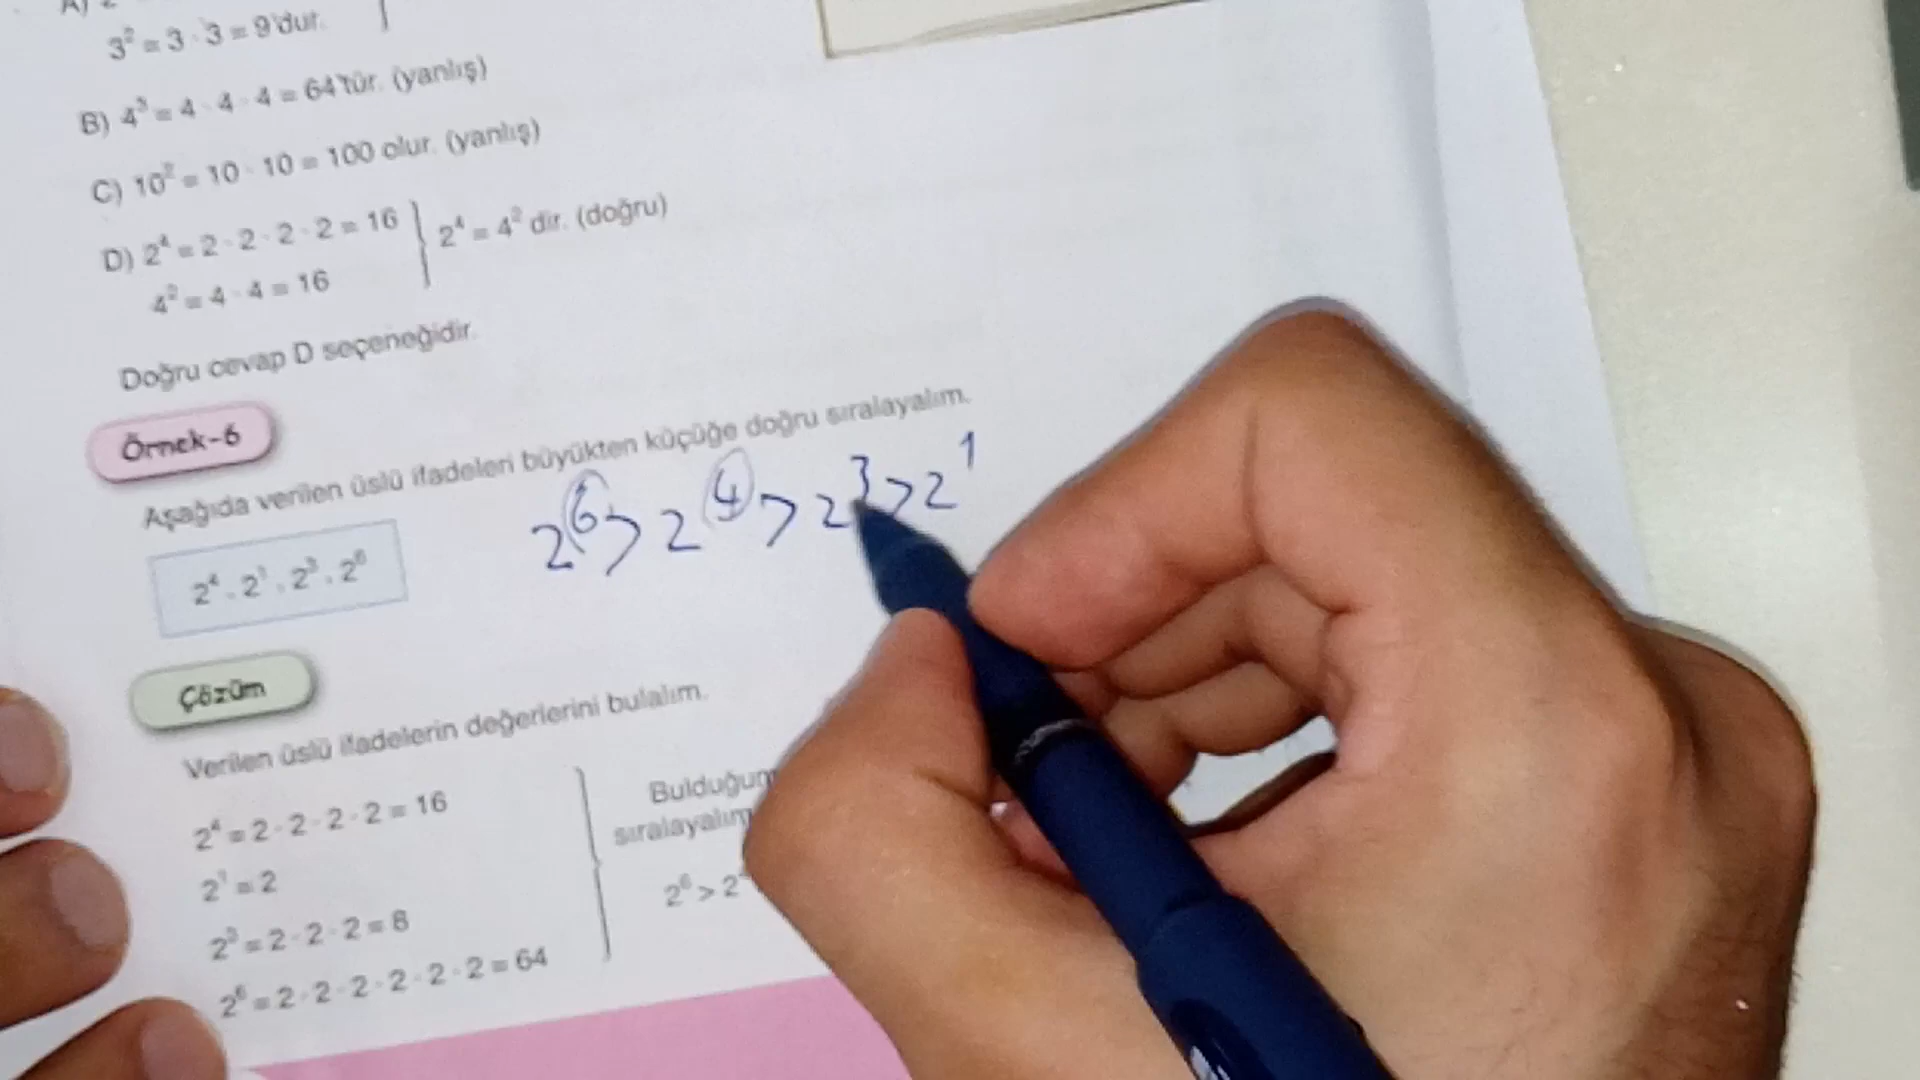 A) 2
3² = 3 · 3 = 9'dur.
B) 4³ = 4 · 4 · 4 = 64'tür. (yanlış)
C) 10² = 10 · 10 = 100 olur. (yanlış)
D) 2⁴ = 2 · 2 · 2 · 2 = 16
4² = 4 · 4 = 16
2⁴ = 4² dir. (doğru)
Doğru cevap D seçeneğidir.
Örnek-6
Aşağıda verilen üslü ifadeleri büyükten küçüğe doğru sıralayalım.
2⁶ > 2⁴ > 2³ > 2¹
2⁴ , 2¹ , 2³ , 2⁶
Çözüm
Verilen üslü ifadelerin değerlerini bulalım.
2⁴ = 2 · 2 · 2 · 2 = 16
2¹ = 2
2³ = 2 · 2 · 2 = 8
2⁶ = 2 · 2 · 2 · 2 · 2 · 2 = 64
sıralayalım
2⁶ > 2